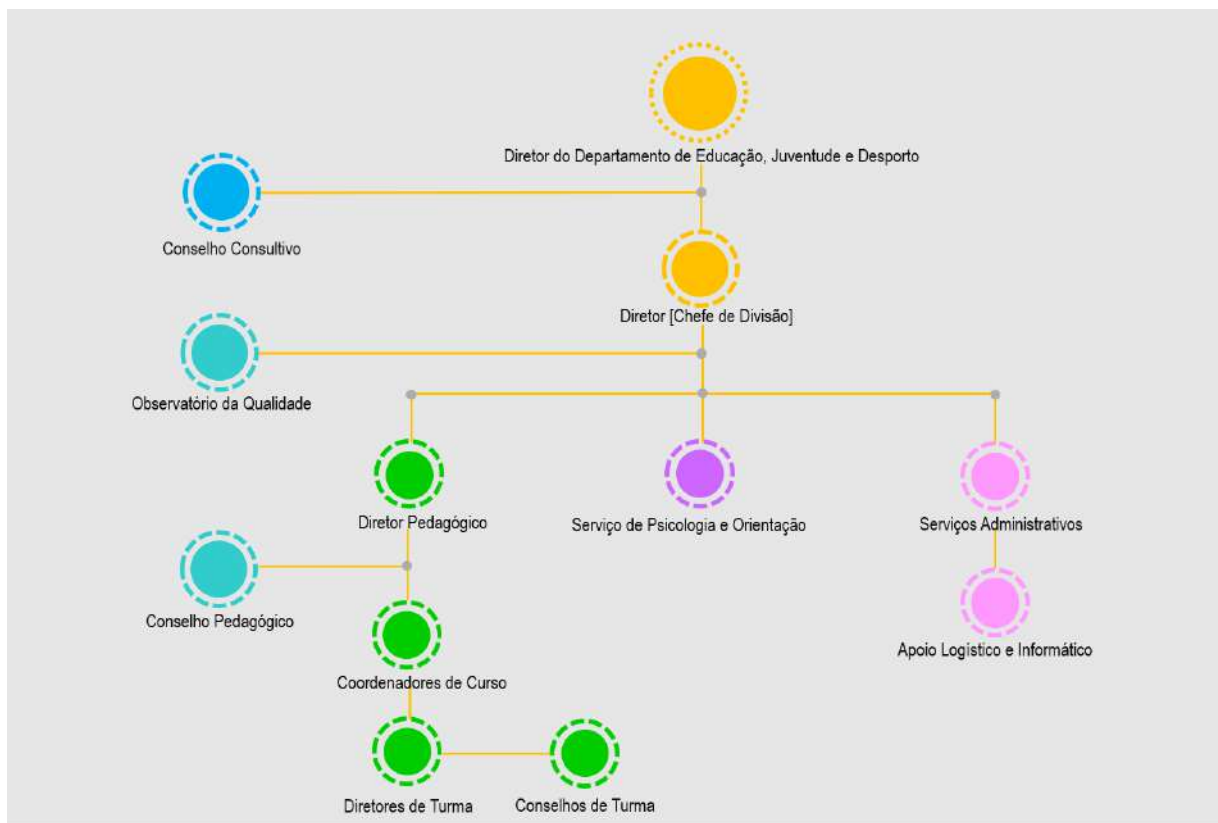 Diretor do Departamento de Educação, Juventude e Desporto
Conselho Consultivo
Diretor [Chefe de Divisão]
Observatório da Qualidade
Diretor Pedagógico
Serviço de Psicologia e Orientação
Serviços Administrativos
Conselho Pedagógico
Apoio Logístico e Informático
Coordenadores de Curso
Diretores de Turma
Conselhos de Turma